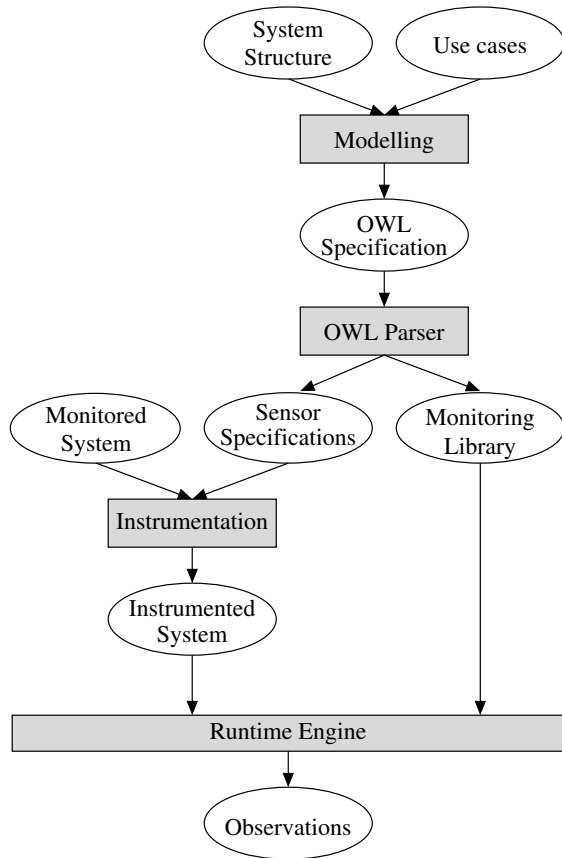 System
Structure
Use cases
Modelling
OWL
Specification
OWL Parser
Monitored
System
Sensor
Specifications
Monitoring
Library
Instrumentation
Instrumented
System
Runtime Engine
Observations